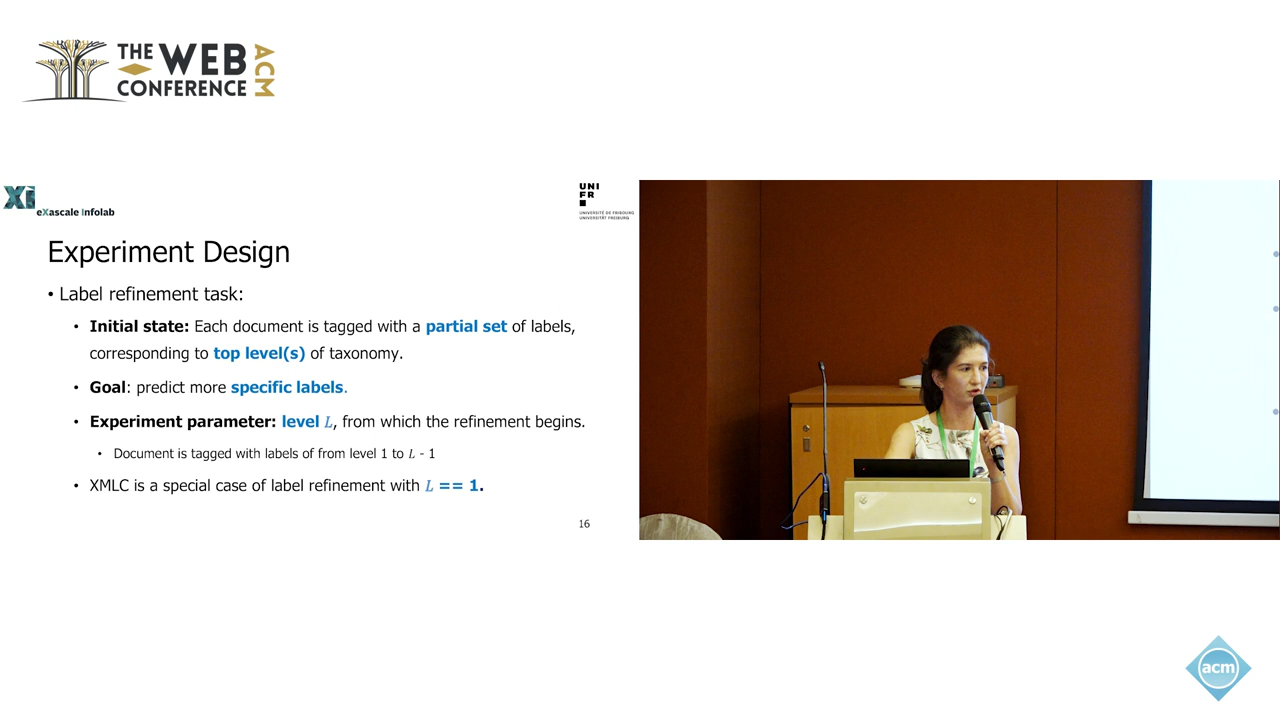 THE WEB
CONFERENCE
ACM
Xi
eXascale Infolab
UNI
FR
UNIVERSITÉ DE FRIBOURG
UNIVERSITÄT FREIBURG
Experiment Design
• Label refinement task:
• Initial state: Each document is tagged with a partial set of labels,
corresponding to top level(s) of taxonomy.
• Goal: predict more specific labels.
• Experiment parameter: level L, from which the refinement begins.
• Document is tagged with labels of from level 1 to L - 1
• XMLC is a special case of label refinement with L == 1.
16
acm